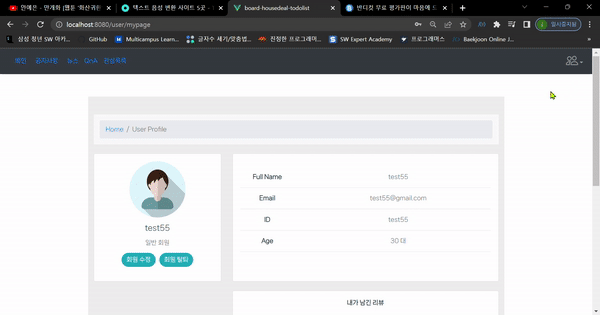 만에폰 - 만개화 [웹툰 '화산귀환
텍스트 음성 변환 사이트 5곳 -
board-housedeal-todolist
반디컷 무료 평가판이 마음에 드
일시중지됨
localhost:8080/user/mypage
삼성 청년 SW 아카...
GitHub
Multicampus Learn...
글자수 세기/맞춤법...
진정한 프로그래머...
SW Expert Academy
프로그래머스
Baekjoon Online J...
메인 공지사항 뉴스 QnA 관심목록
Home / User Profile
test55
일반 회원
회원 수정 회원 탈퇴
Full Name test55
Email test55@gmail.com
ID test55
Age 30 대
내가 남긴 리뷰